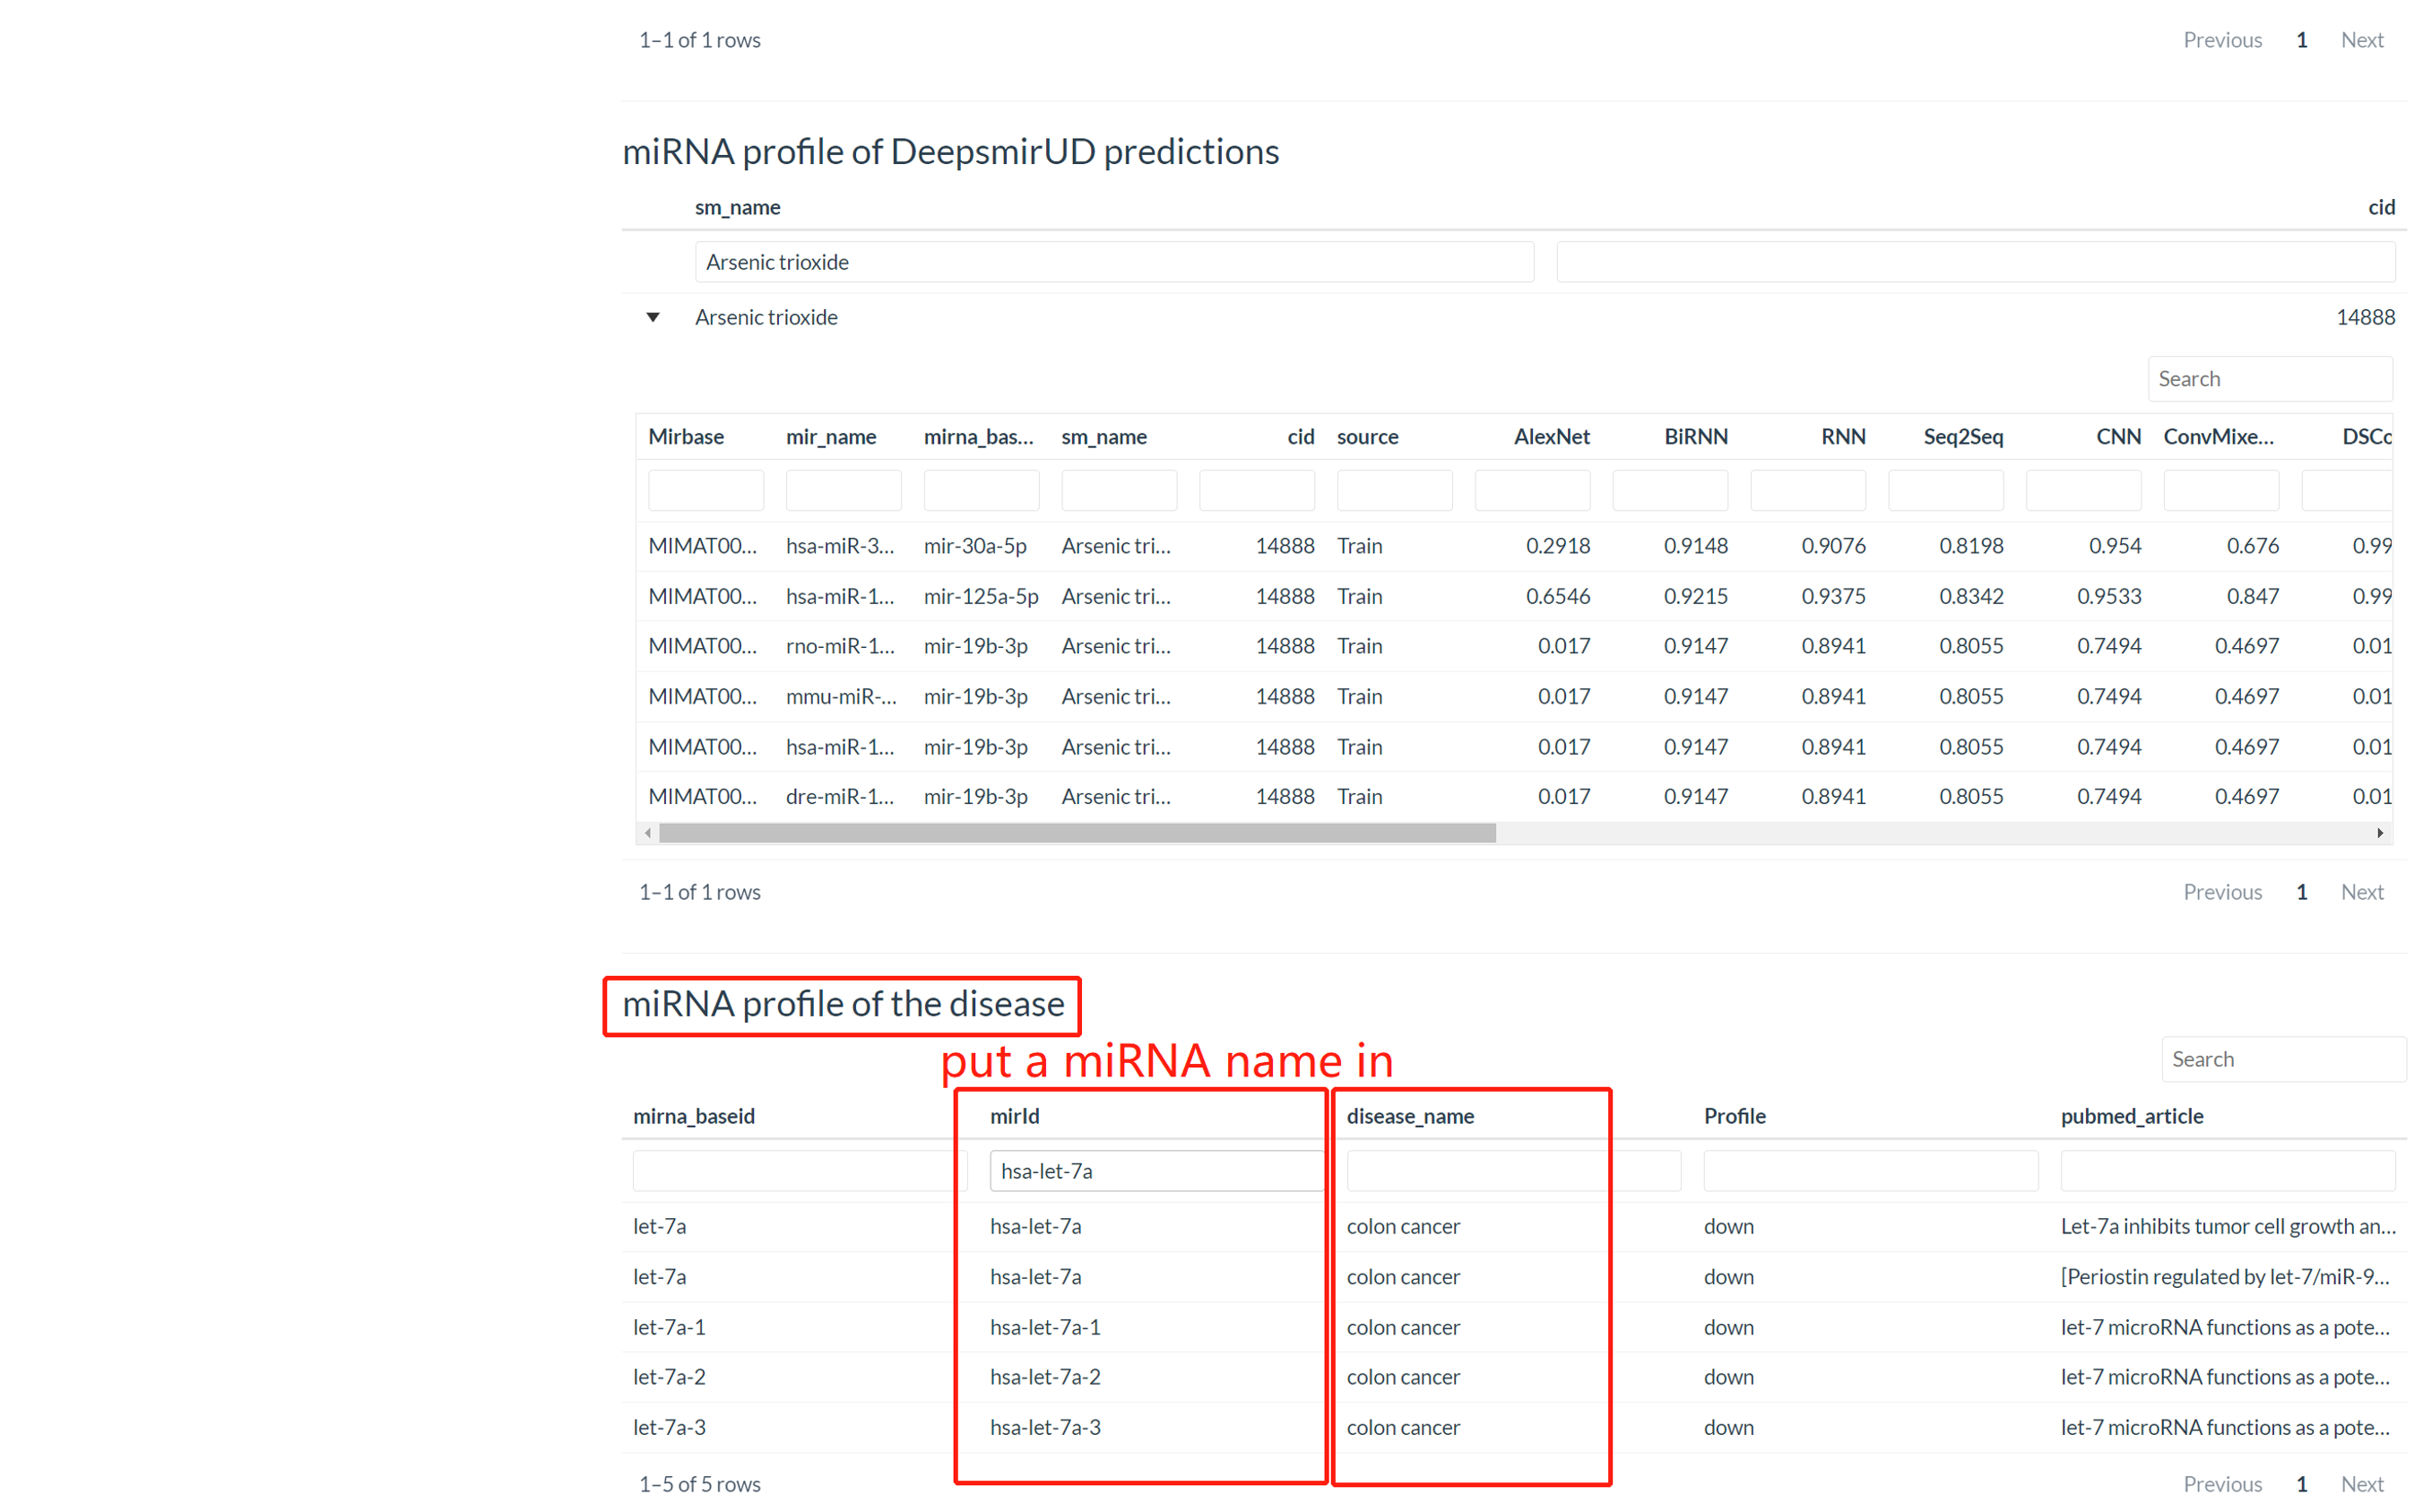 1–1 of 1 rows Previous 1 Next
miRNA profile of DeepsmirUD predictions
sm_name cid
Arsenic trioxide
Arsenic trioxide 14888
Search
Mirbase mir_name mirna_bas... sm_name cid source AlexNet BiRNN RNN Seq2Seq CNN ConvMixe...
MIMAT00... hsa-miR-3... mir-30a-5p Arsenic tri... 14888 Train 0.2918 0.9148 0.9076 0.8198 0.954 0.676 0.99
MIMAT00... hsa-miR-1... mir-125a-5p Arsenic tri... 14888 Train 0.6546 0.9215 0.9375 0.8342 0.9533 0.847 0.99
MIMAT00... rno-miR-1... mir-19b-3p Arsenic tri... 14888 Train 0.017 0.9147 0.8941 0.8055 0.7494 0.4697 0.01
MIMAT00... mmu-miR-... mir-19b-3p Arsenic tri... 14888 Train 0.017 0.9147 0.8941 0.8055 0.7494 0.4697 0.01
MIMAT00... hsa-miR-1... mir-19b-3p Arsenic tri... 14888 Train 0.017 0.9147 0.8941 0.8055 0.7494 0.4697 0.01
MIMAT00... dre-miR-1... mir-19b-3p Arsenic tri... 14888 Train 0.017 0.9147 0.8941 0.8055 0.7494 0.4697 0.01
1–1 of 1 rows Previous 1 Next
miRNA profile of the disease
put a miRNA name in
Search
mirna_baseid mirId disease_name Profile pubmed_article
hsa-let-7a
let-7a hsa-let-7a colon cancer down Let-7a inhibits tumor cell growth an...
let-7a hsa-let-7a colon cancer down [Periostin regulated by let-7/miR-9...
let-7a-1 hsa-let-7a-1 colon cancer down let-7 microRNA functions as a pote...
let-7a-2 hsa-let-7a-2 colon cancer down let-7 microRNA functions as a pote...
let-7a-3 hsa-let-7a-3 colon cancer down let-7 microRNA functions as a pote...
1–5 of 5 rows Previous 1 Next